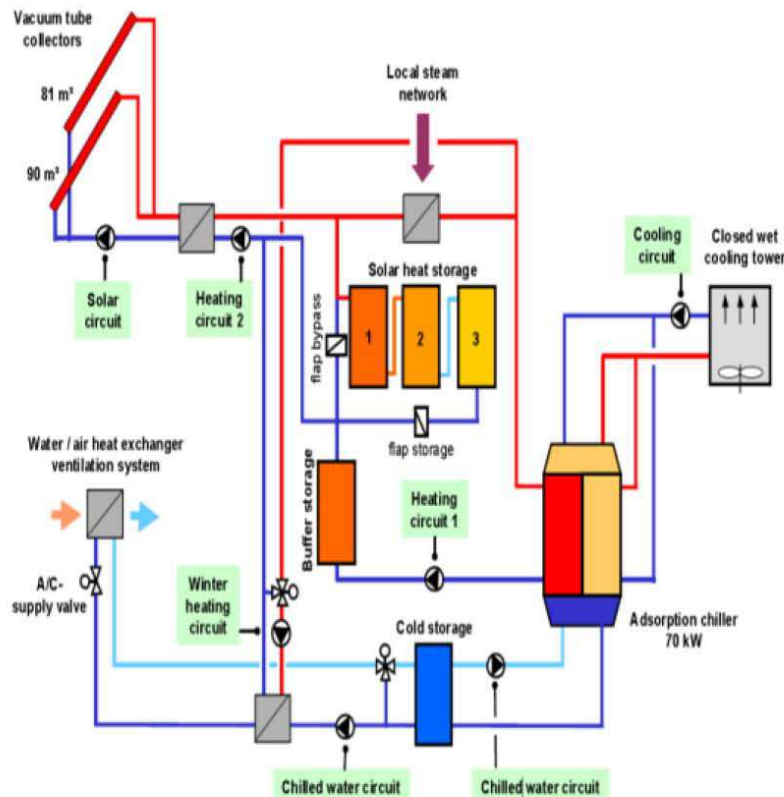 Vacuum tube
collectors
81 m²
90 m²
Local steam
network
Solar
circuit
Heating
circuit 2
Solar heat storage
1
2
3
flap bypass
flap storage
Cooling
circuit
Closed wet
cooling tower
Water / air heat exchanger
ventilation system
Buffer storage
Heating
circuit 1
A/C-
supply valve
Winter
heating
circuit
Cold storage
Adsorption chiller
70 kW
Chilled water circuit
Chilled water circuit